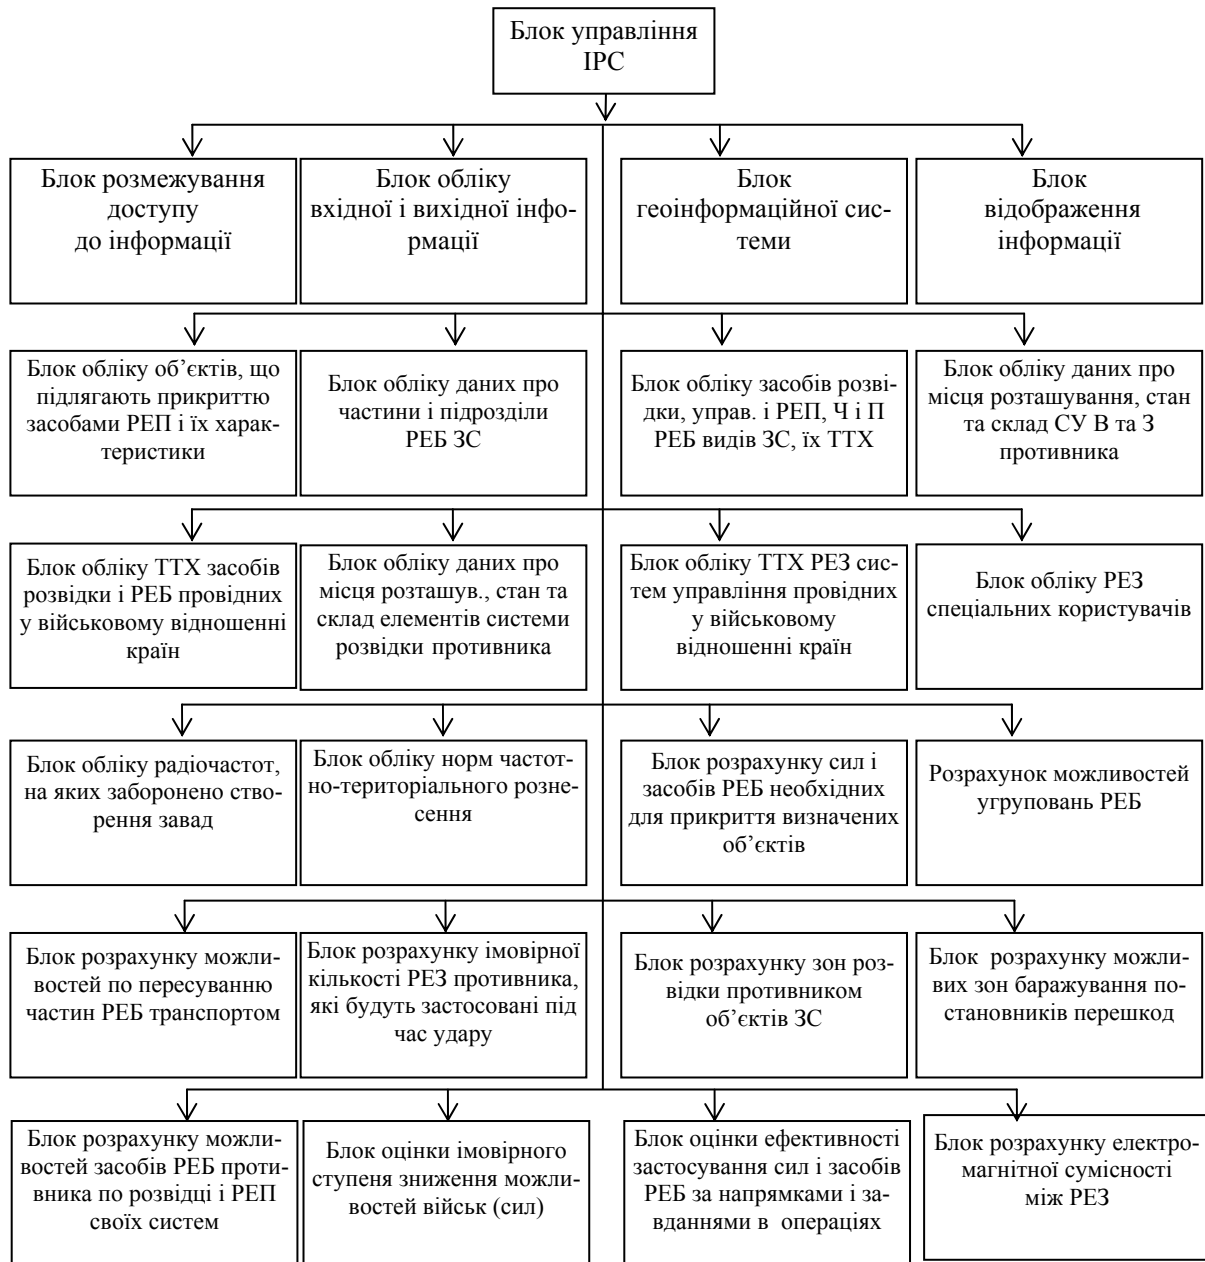 Блок управління
ІРС
Блок розмежування
доступу
до інформації
Блок обліку
вхідної і вихідної інфо-
рмації
Блок
геоінформаційної сис-
теми
Блок
відображення
інформації
Блок обліку об’єктів, що
підлягають прикриттю
засобами РЕП і їх харак-
теристики
Блок обліку даних про
частини і підрозділи
РЕБ ЗС
Блок обліку засобів розві-
дки, управ. і РЕП, Ч і П
РЕБ видів ЗС, їх ТТХ
Блок обліку даних про
місця розташування, стан
та склад СУ В та З
противника
Блок обліку ТТХ засобів
розвідки і РЕБ провідних
у військовому відношенні
країн
Блок обліку даних про
місця розташув., стан та
склад елементів системи
розвідки противника
Блок обліку ТТХ РЕЗ сис-
тем управління провідних
у військовому
відношенні країн
Блок обліку РЕЗ
спеціальних користувачів
Блок обліку радіочастот,
на яких заборонено ство-
рення завад
Блок обліку норм частот-
но-територіального розне-
сення
Блок розрахунку сил і
засобів РЕБ необхідних
для прикриття визначених
об’єктів
Розрахунок можливостей
угруповань РЕБ
Блок розрахунку можли-
востей по пересуванню
частин РЕБ транспортом
Блок розрахунку імовірної
кількості РЕЗ противника,
які будуть застосовані під
час удару
Блок розрахунку зон роз-
відки противником
об’єктів ЗС
Блок розрахунку можли-
вих зон баражування по-
становників перешкод
Блок розрахунку можли-
востей засобів РЕБ проти-
вника по розвідці і РЕП
своїх систем
Блок оцінки імовірного
ступеня зниження можли-
востей військ (сил)
Блок оцінки ефективності
застосування сил і засобів
РЕБ за напрямками і за-
вданнями в операціях
Блок розрахунку електро-
магнітної сумісності
між РЕЗ